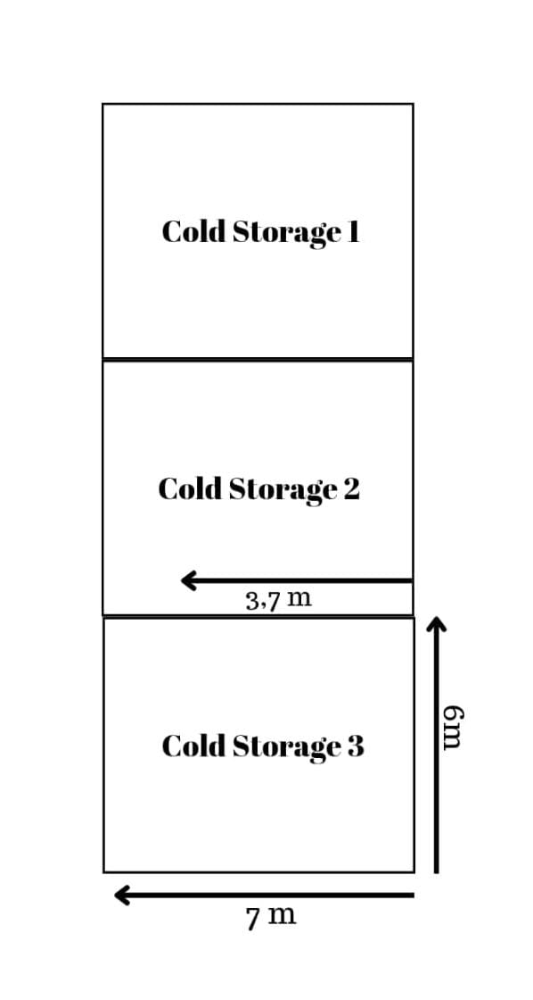 Cold Storage 1
Cold Storage 2
3,7 m
Cold Storage 3
6m
7 m